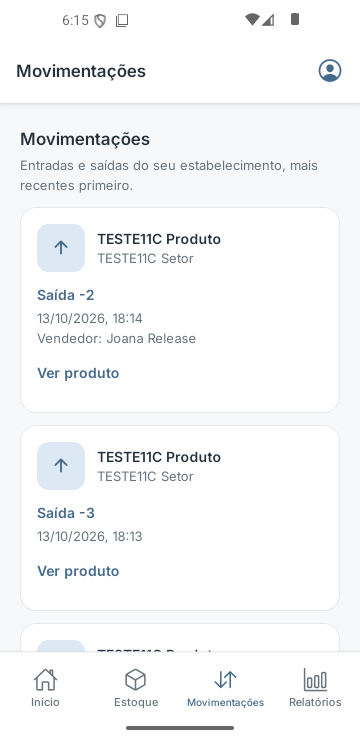 6:15
Movimentações
Movimentações
Entradas e saídas do seu estabelecimento, mais
recentes primeiro.
TESTE11C Produto
TESTE11C Setor
Saída -2
13/10/2026, 18:14
Vendedor: Joana Release
Ver produto
TESTE11C Produto
TESTE11C Setor
Saída -3
13/10/2026, 18:13
Ver produto
Início
Estoque
Movimentações
Relatórios